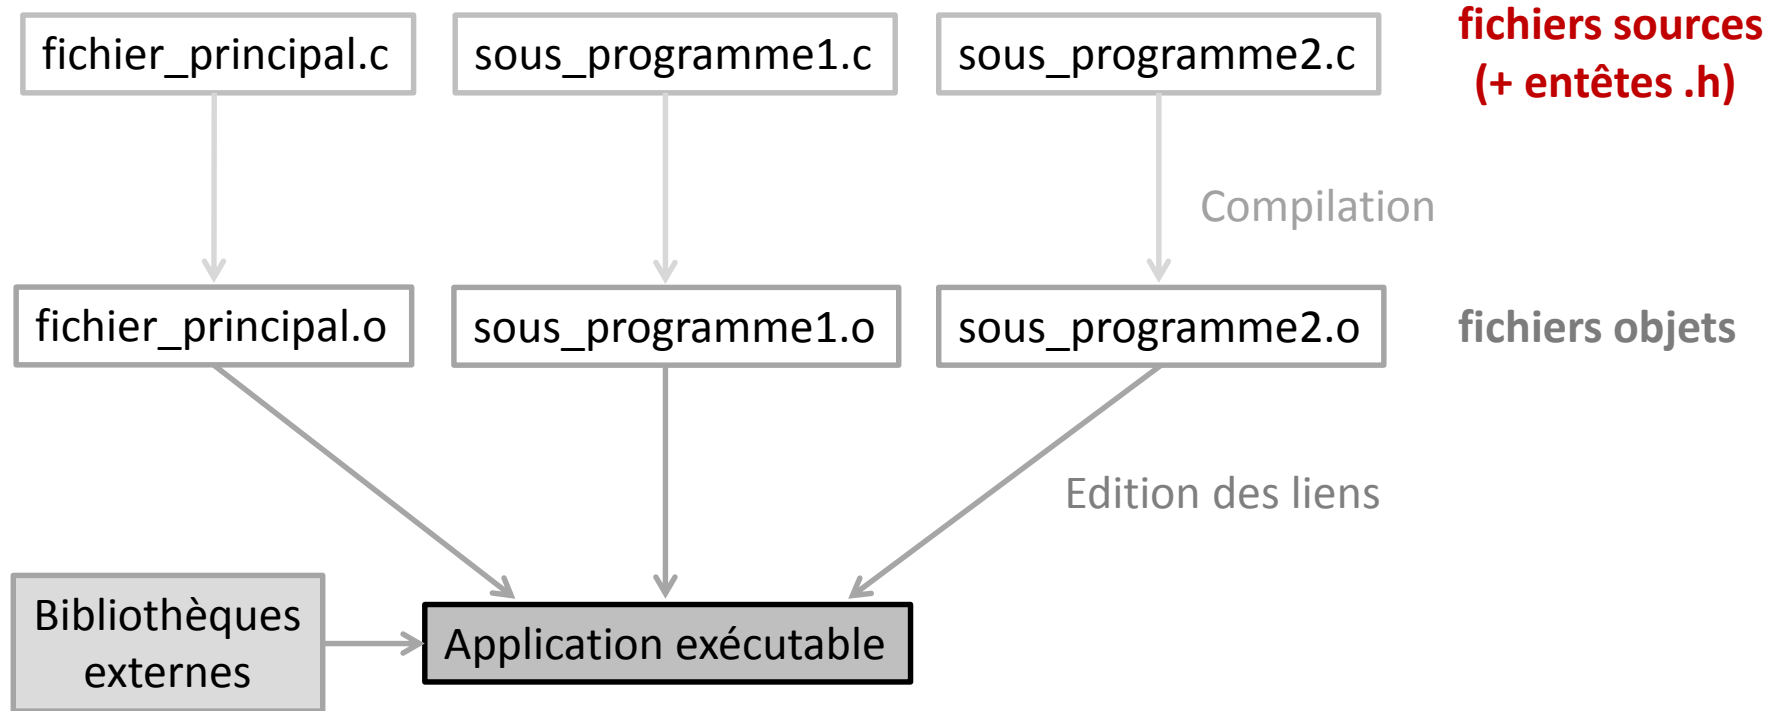 fichier_principal.c
sous_programme1.c
sous_programme2.c
fichiers sources
(+ entêtes .h)
Compilation
fichier_principal.o
sous_programme1.o
sous_programme2.o
fichiers objets
Edition des liens
Bibliothèques
externes
Application exécutable